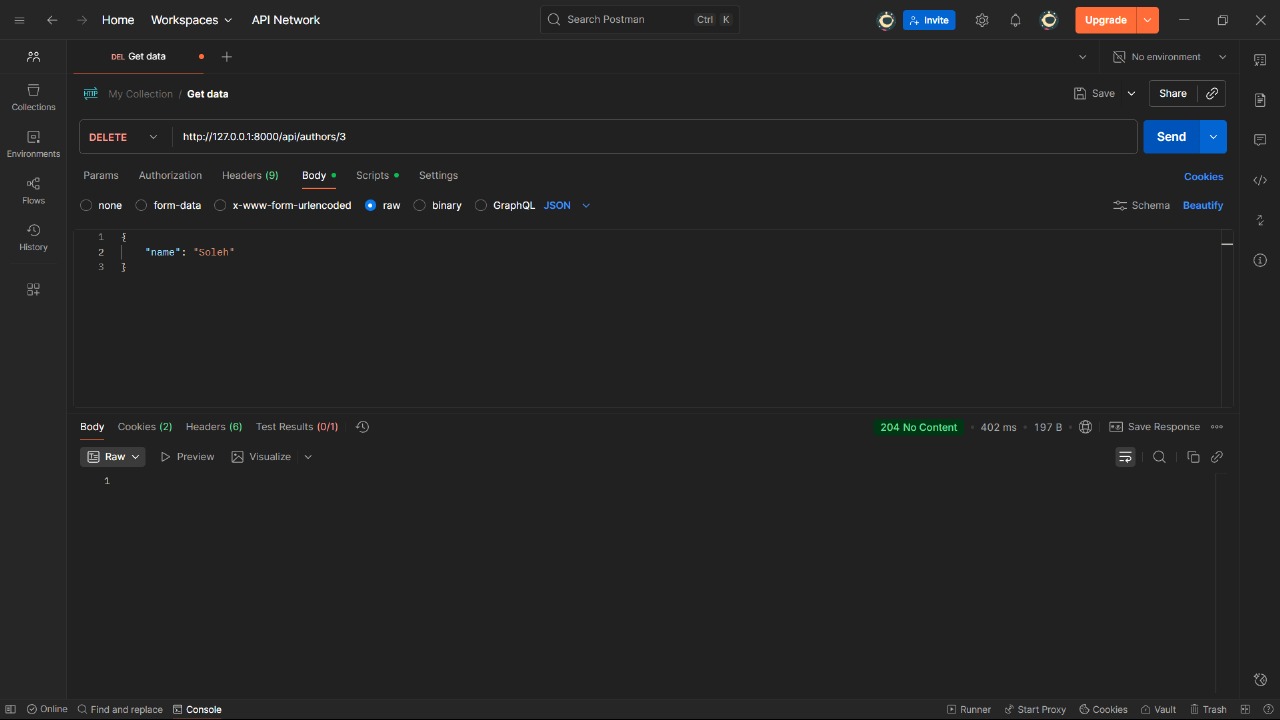 Home Workspaces API Network Search Postman Ctrl K Invite Upgrade
DEL Get data No environment
HTTP My Collection / Get data Save Share
Collections
DELETE http://127.0.0.1:8000/api/authors/3 Send
Environments
Params Authorization Headers (9) Body Scripts Settings Cookies
Flows
none form-data x-www-form-urlencoded raw binary GraphQL JSON Schema Beautify
History
1 {
2 "name": "Soleh"
3 }
Body Cookies (2) Headers (6) Test Results (0/1) 204 No Content 402 ms 197 B Save Response
Raw Preview Visualize
1
Online Find and replace Console Runner Start Proxy Cookies Vault Trash